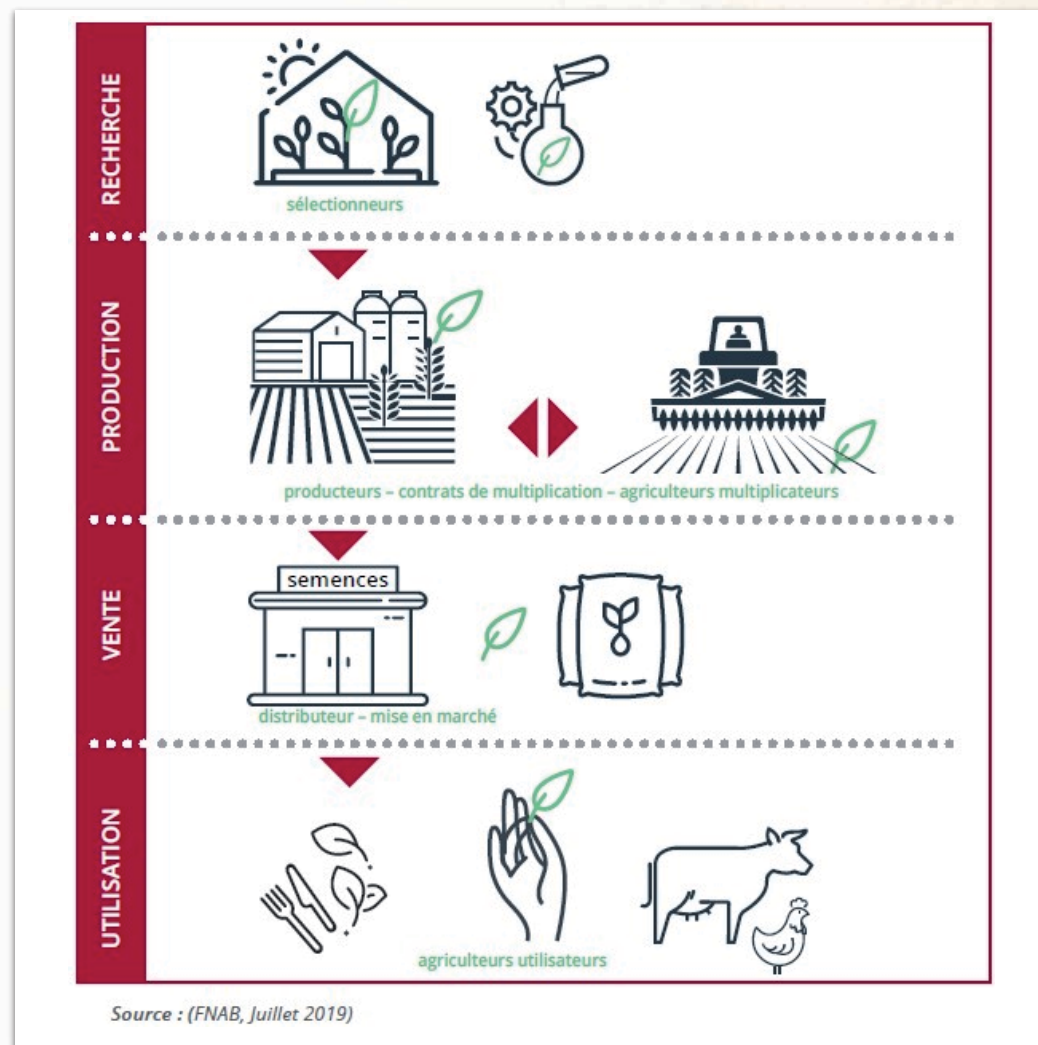 RECHERCHE
sélectionneurs
PRODUCTION
producteurs – contrats de multiplication – agriculteurs multiplicateurs
VENTE
semences
distributeur – mise en marché
UTILISATION
agriculteurs utilisateurs
Source : (FNAB, Juillet 2019)